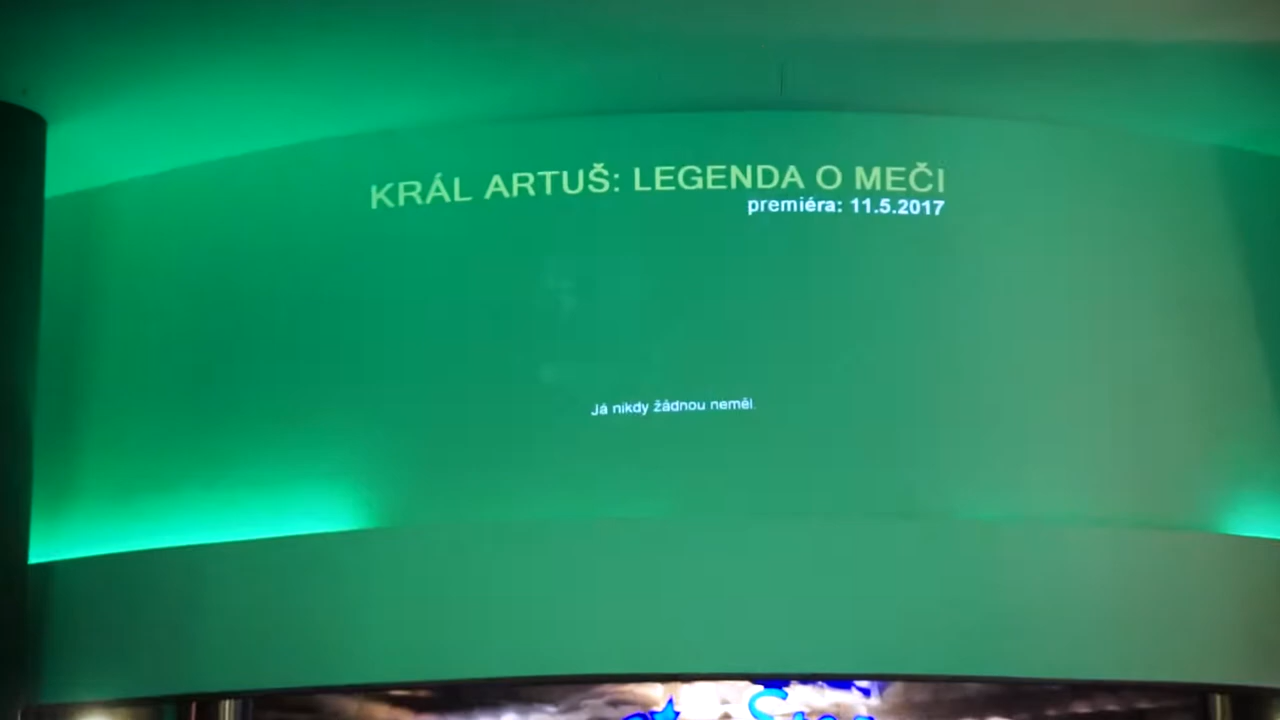 KRÁL ARTUŠ: LEGENDA O MEČI
premiéra: 11.5.2017
Já nikdy žádnou neměl.